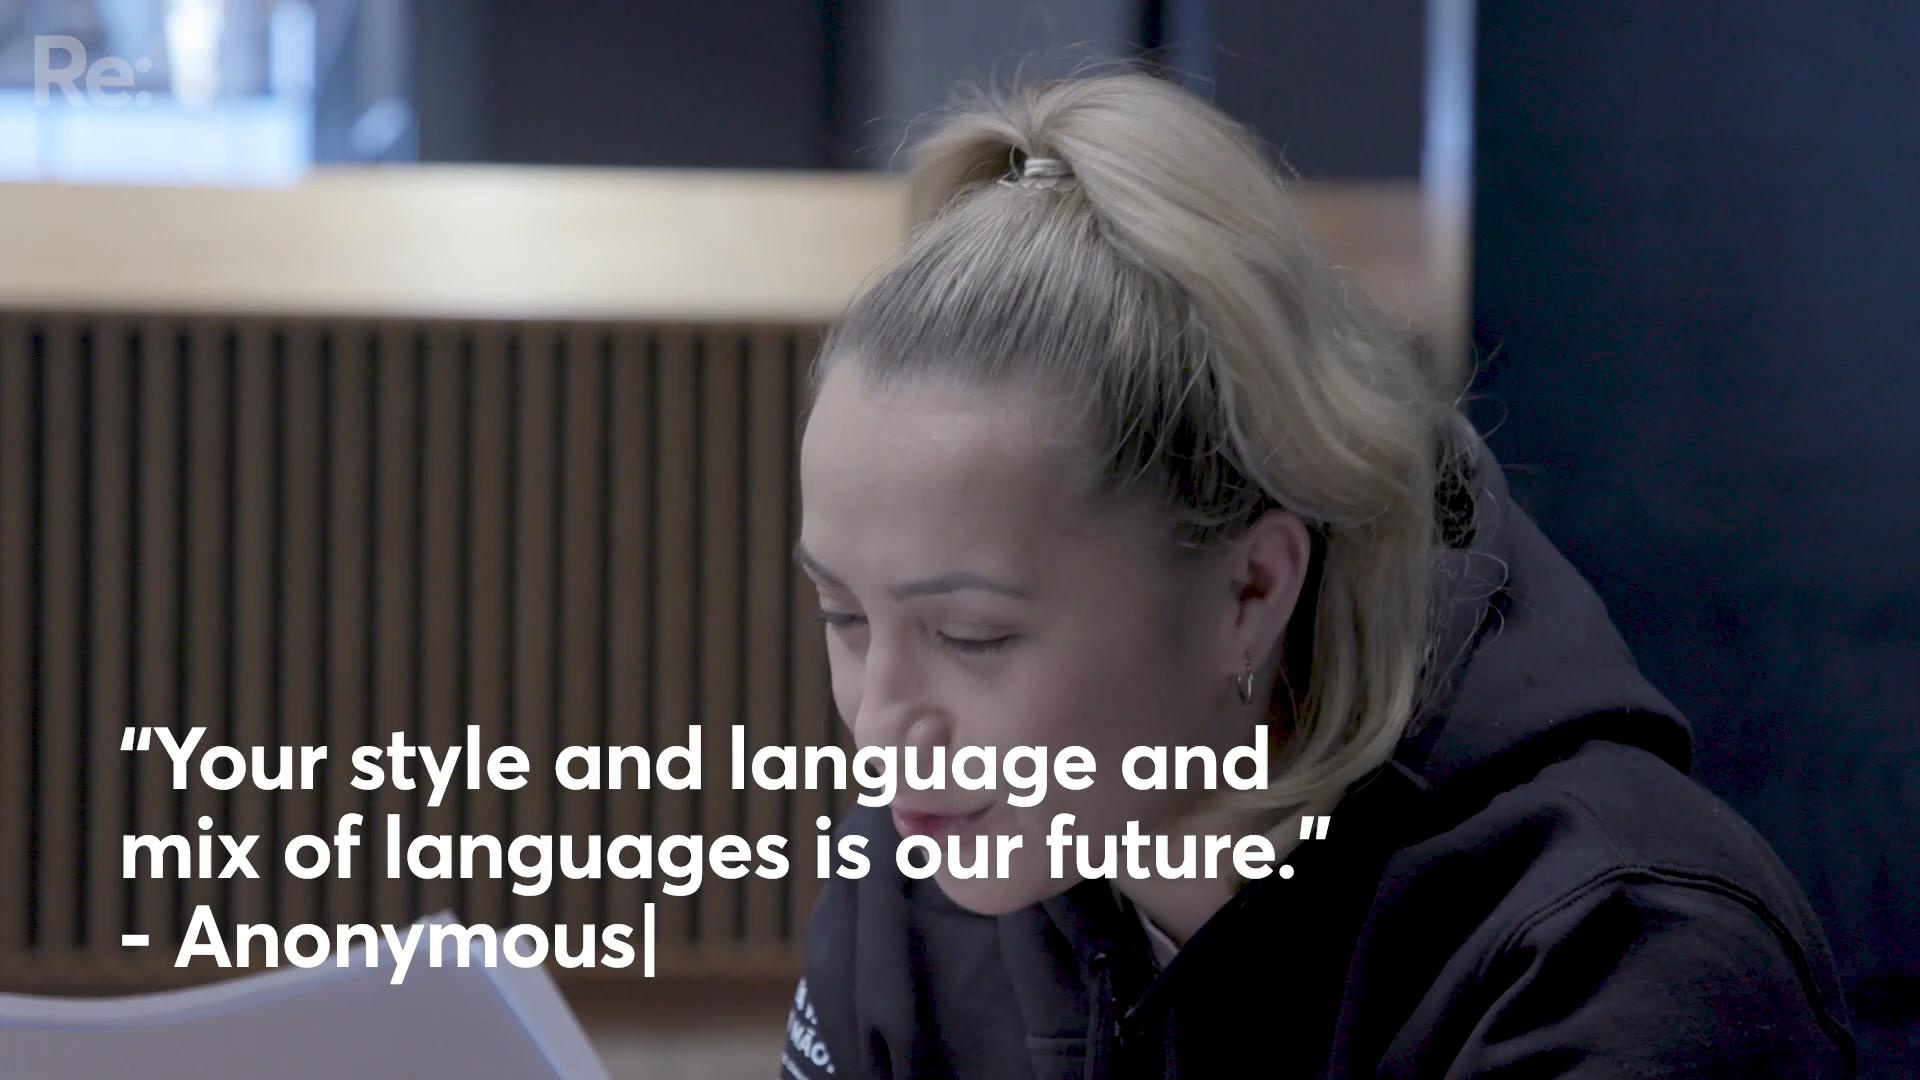 Re:
“Your style and language and
mix of languages is our future.”
- Anonymous|